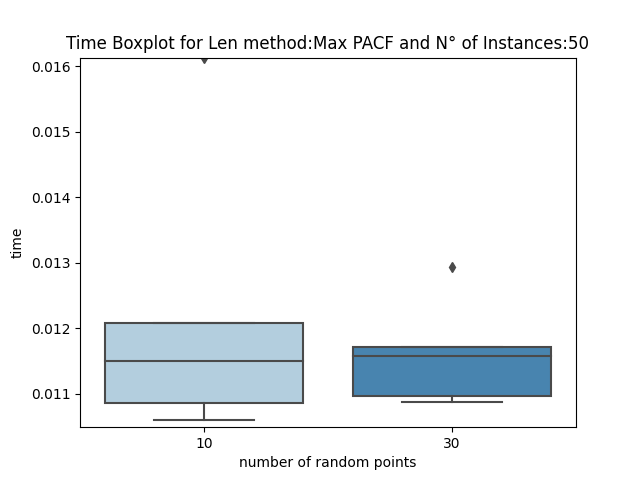 Time Boxplot for Len method:Max PACF and N° of Instances:50
0.016
0.015
0.014
0.013
0.012
0.011
time
10 30
number of random points